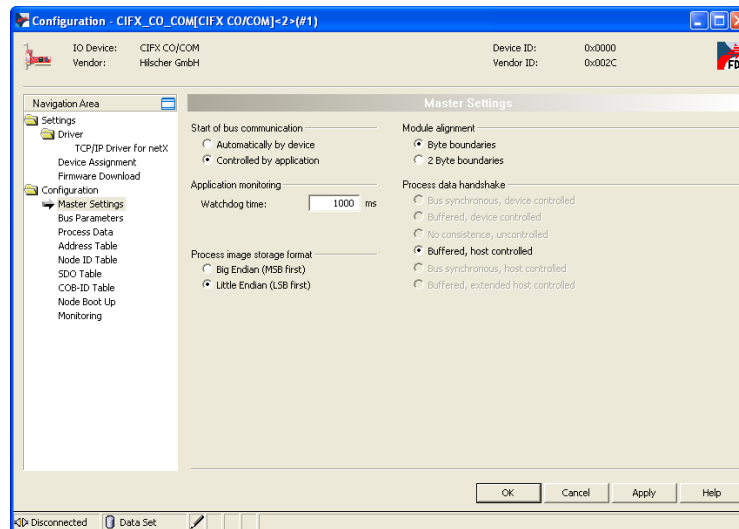 Configuration - CIFX_CO_COM[CIFX CO/COM]<2>(#1)
IO Device: CIFX CO/COM Device ID: 0x0000
Vendor: Hilscher GmbH Vendor ID: 0x002C
FD
Navigation Area
Settings
Driver
TCP/IP Driver for netX
Device Assignment
Firmware Download
Configuration
Master Settings
Bus Parameters
Process Data
Address Table
Node ID Table
SDO Table
COB-ID Table
Node Boot Up
Monitoring
Master Settings
Start of bus communication
Automatically by device
Controlled by application
Application monitoring
Watchdog time: 1000 ms
Process image storage format
Big Endian (MSB first)
Little Endian (LSB first)
Module alignment
Byte boundaries
2 Byte boundaries
Process data handshake
Bus synchronous, device controlled
Buffered, device controlled
No consistence, uncontrolled
Buffered, host controlled
Bus synchronous, host controlled
Buffered, extended host controlled
OK Cancel Apply Help
Disconnected Data Set